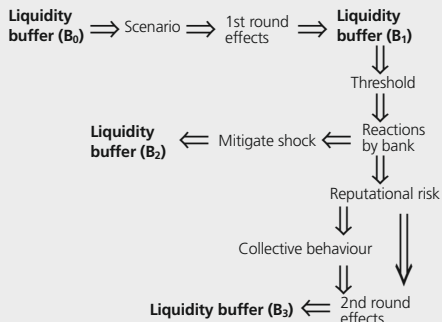 Liquidity
buffer (B₀)
Scenario
1st round
effects
Liquidity
buffer (B₁)
Threshold
Liquidity
buffer (B₂)
Mitigate shock
Reactions
by bank
Reputational risk
Collective behaviour
Liquidity buffer (B₃)
2nd round
effects